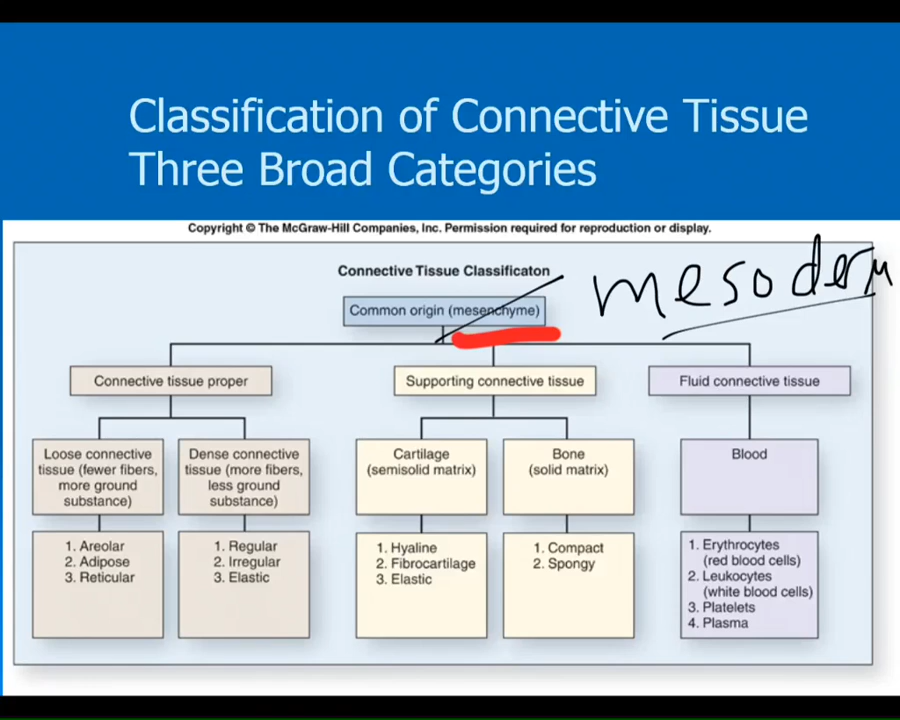 Classification of Connective Tissue
Three Broad Categories
Copyright © The McGraw-Hill Companies, Inc. Permission required for reproduction or display.
Connective Tissue Classificaton
mesoderm
Common origin (mesenchyme)
Connective tissue proper
Supporting connective tissue
Fluid connective tissue
Loose connective
tissue (fewer fibers,
more ground
substance)
Dense connective
tissue (more fibers,
less ground
substance)
Cartilage
(semisolid matrix)
Bone
(solid matrix)
Blood
1. Areolar
2. Adipose
3. Reticular
1. Regular
2. Irregular
3. Elastic
1. Hyaline
2. Fibrocartilage
3. Elastic
1. Compact
2. Spongy
1. Erythrocytes
(red blood cells)
2. Leukocytes
(white blood cells)
3. Platelets
4. Plasma